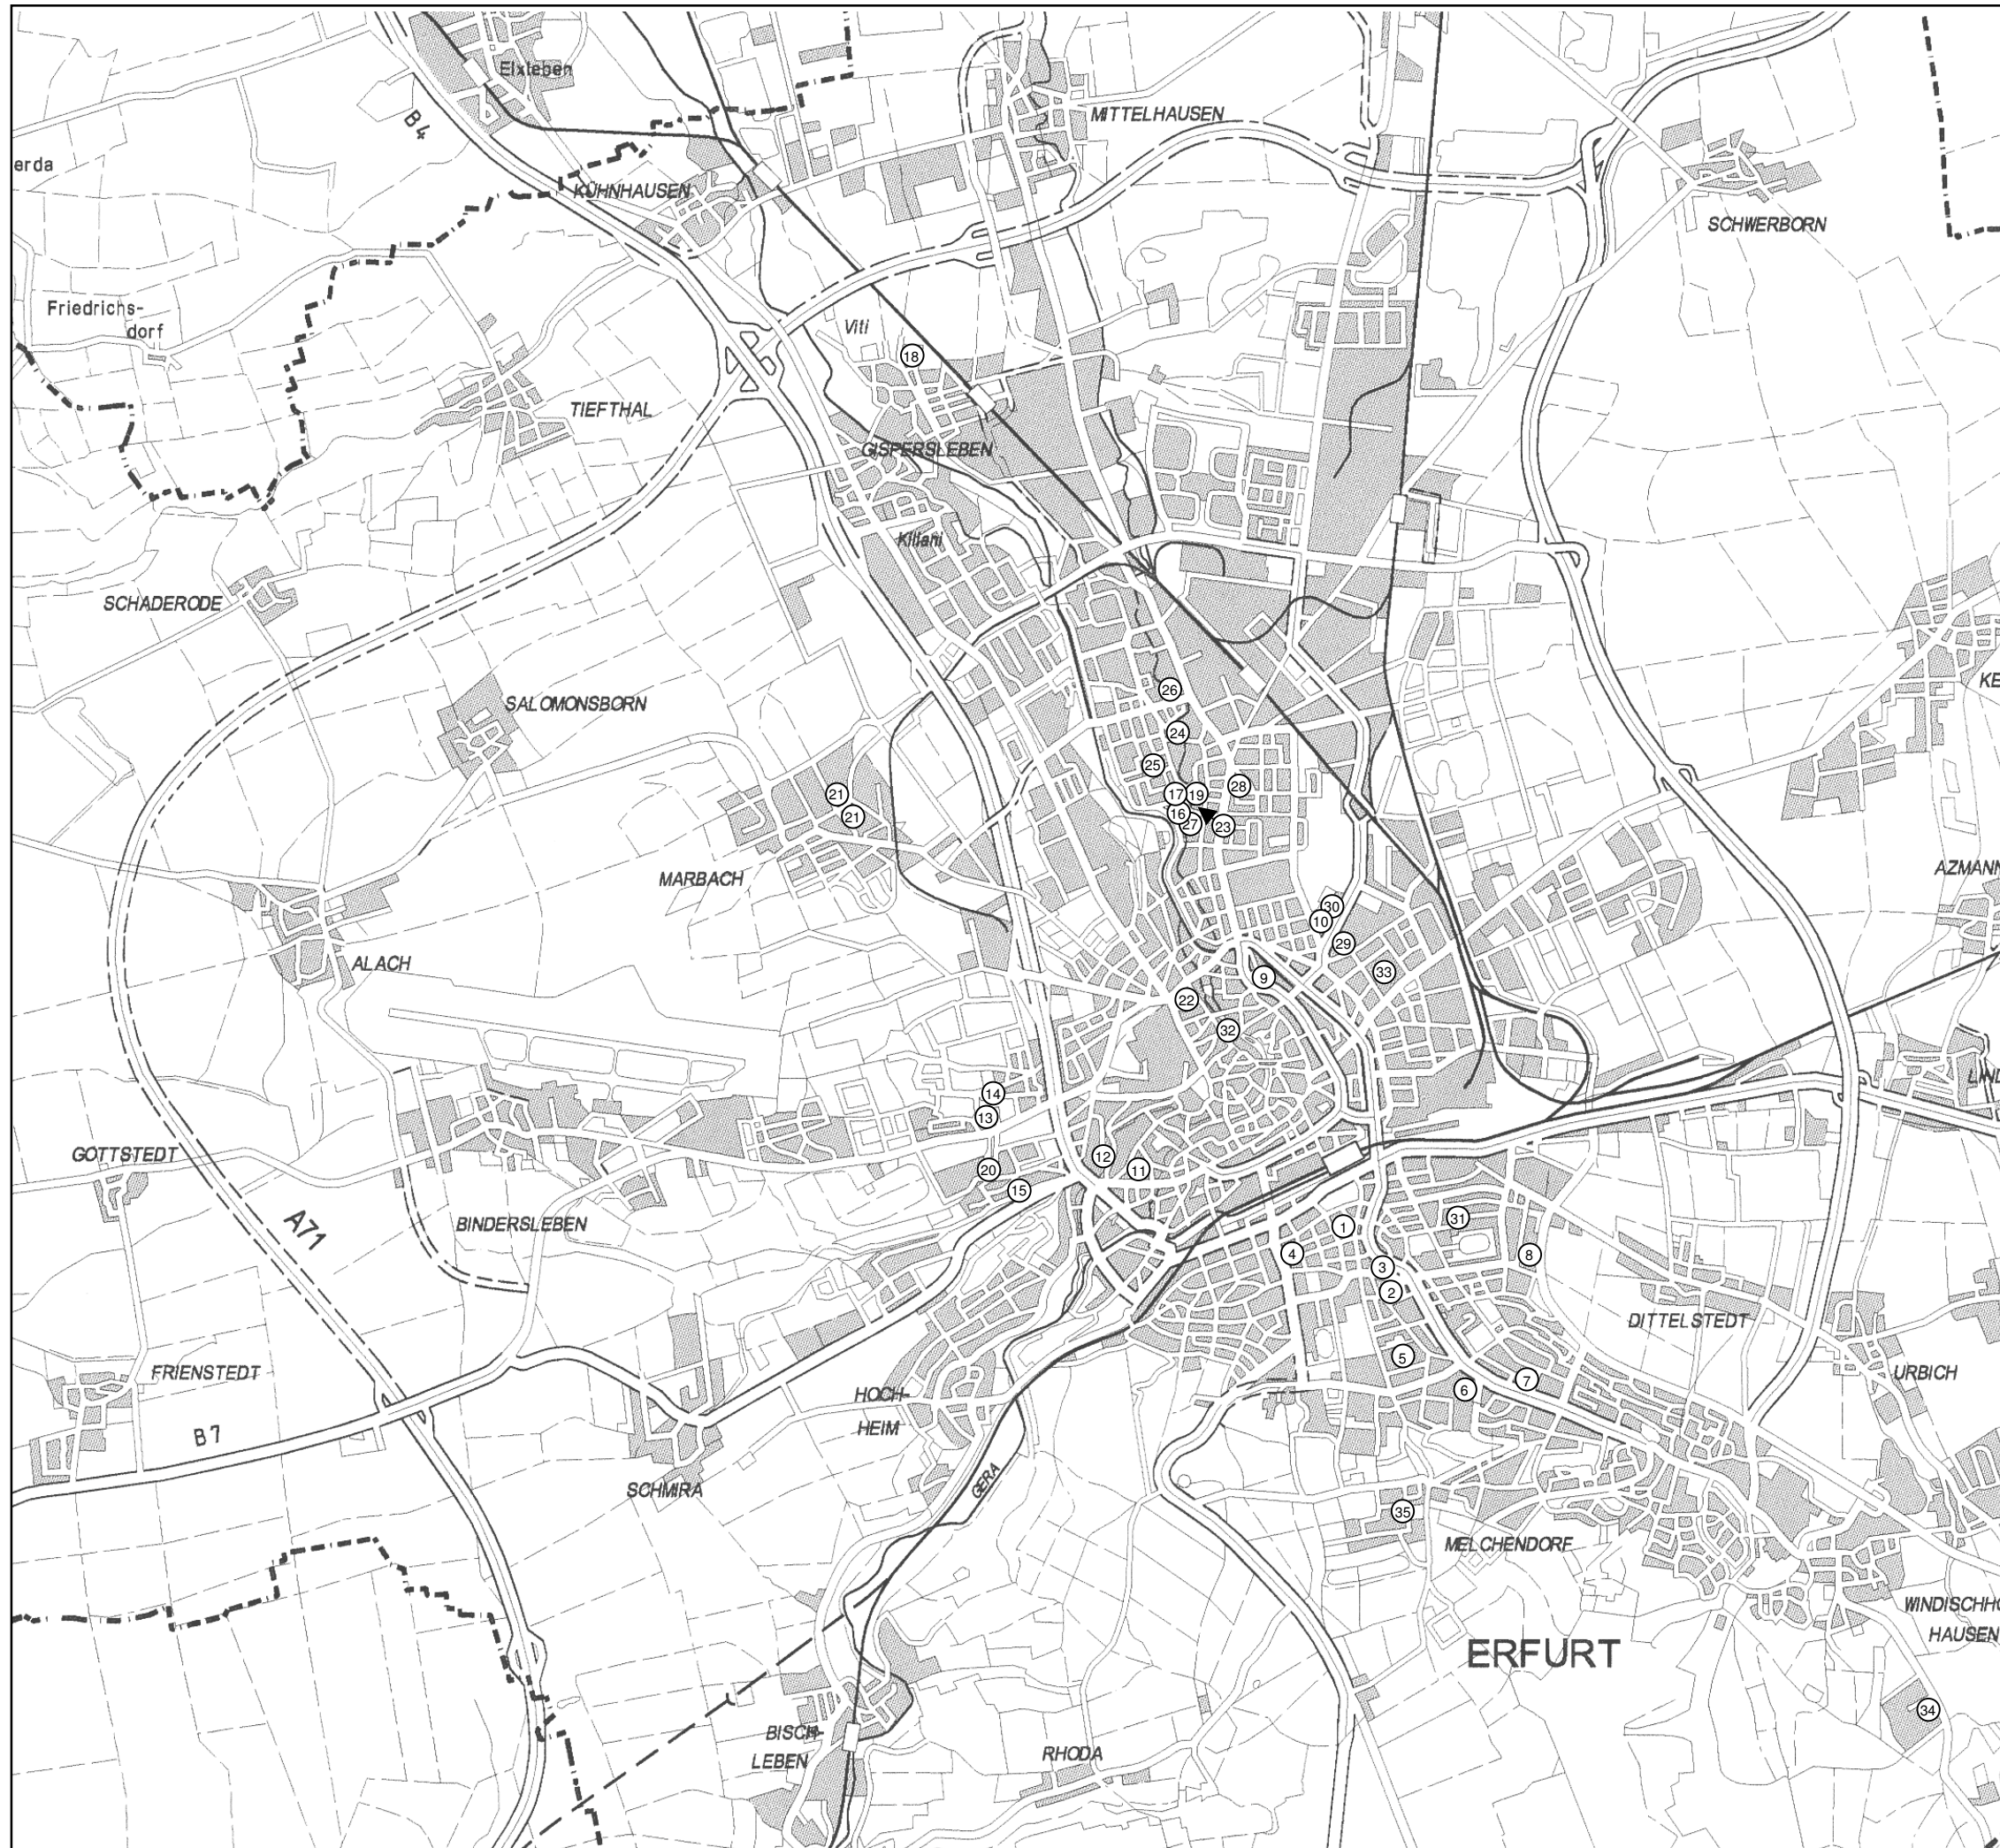 Elxleben
B4
MITTELHAUSEN
erda
KÜHNHAUSEN
SCHWERBORN
Friedrichs-
dorf
Viti
18
TIEFTHAL
GISPERSLEBEN
Kiliani
SCHADERODE
KE
26
SALOMONSBORN
24
25
28
21
17
19
21
16
27
23
AZMANN
MARBACH
30
10
29
ALACH
33
9
22
32
LIND
14
13
GOTTSTEDT
12
20
11
15
A71
BINDERSLEBEN
31
1
4
8
3
2
DITTELSTEDT
5
FRIENSTEDT
URBICH
7
6
HOCH-
HEIM
B7
GERA
SCHMIRA
35
MELCHENDORF
WINDISCHHO
HAUSEN
ERFURT
34
BISCH-
LEBEN
RHODA